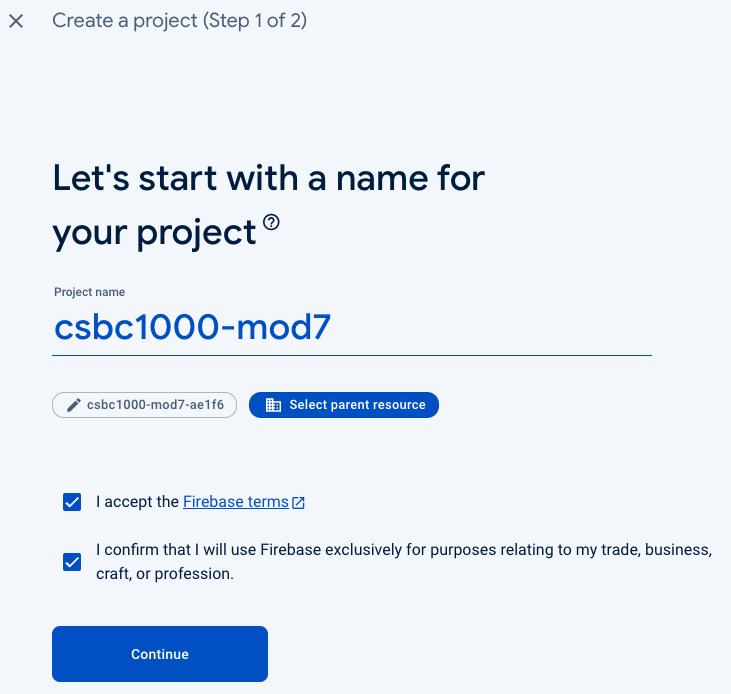 Create a project (Step 1 of 2)
Let's start with a name for
your project
Project name
csbc1000-mod7
csbc1000-mod7-ae1f6
Select parent resource
I accept the Firebase terms
I confirm that I will use Firebase exclusively for purposes relating to my trade, business,
craft, or profession.
Continue